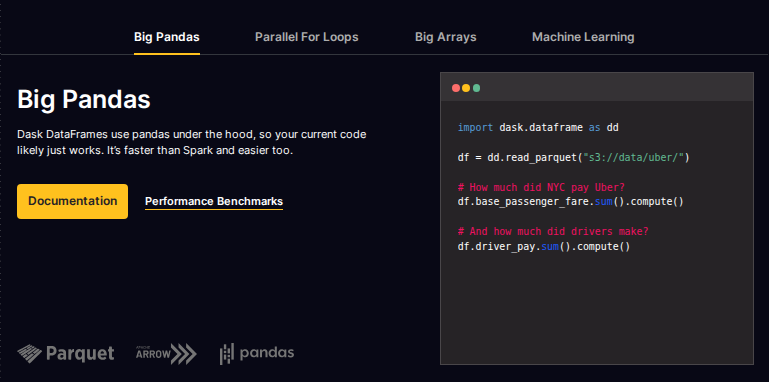 Big Pandas
Parallel For Loops
Big Arrays
Machine Learning
Big Pandas
Dask DataFrames use pandas under the hood, so your current code
likely just works. It's faster than Spark and easier too.
Documentation
Performance Benchmarks
import dask.dataframe as dd
df = dd.read_parquet("s3://data/uber/")
# How much did NYC pay Uber?
df.base_passenger_fare.sum().compute()
# And how much did drivers make?
df.driver_pay.sum().compute()
Parquet
APACHE
ARROW
pandas